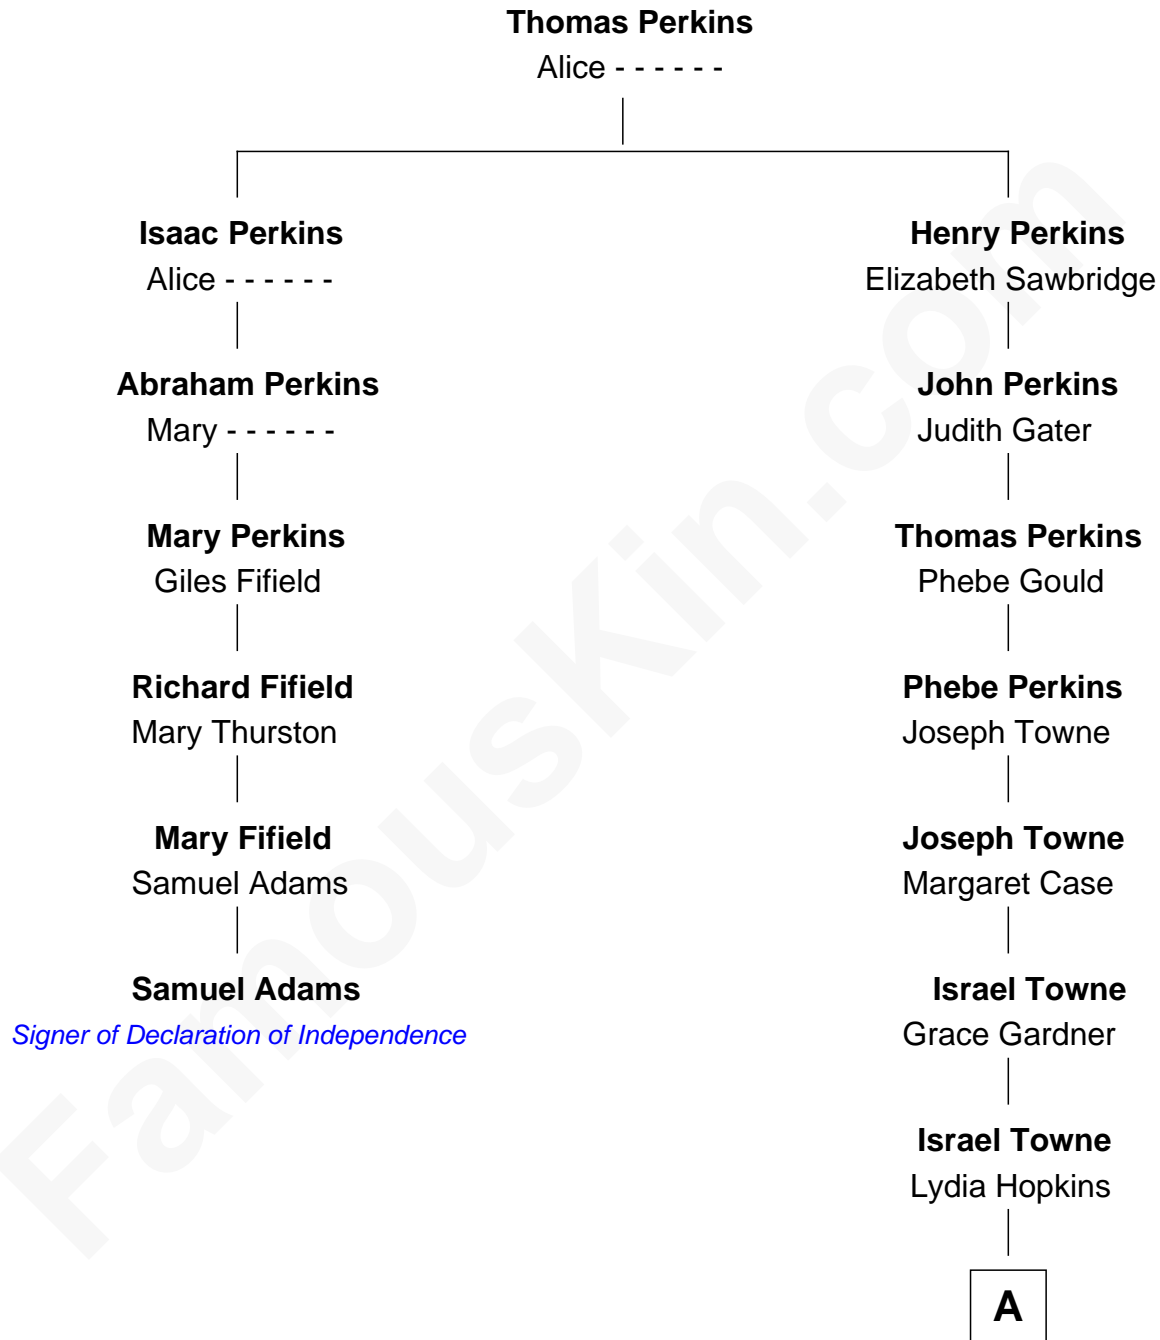 Thomas Perkins
Alice - - - - - -
Isaac Perkins
Alice - - - - - -
Henry Perkins
Elizabeth Sawbridge
Abraham Perkins
Mary - - - - - -
John Perkins
Judith Gater
Mary Perkins
Giles Fifield
Thomas Perkins
Phebe Gould
Richard Fifield
Mary Thurston
Phebe Perkins
Joseph Towne
Mary Fifield
Samuel Adams
Joseph Towne
Margaret Case
Samuel Adams
Signer of Declaration of Independence
Israel Towne
Grace Gardner
Israel Towne
Lydia Hopkins
A
FamousKin.com